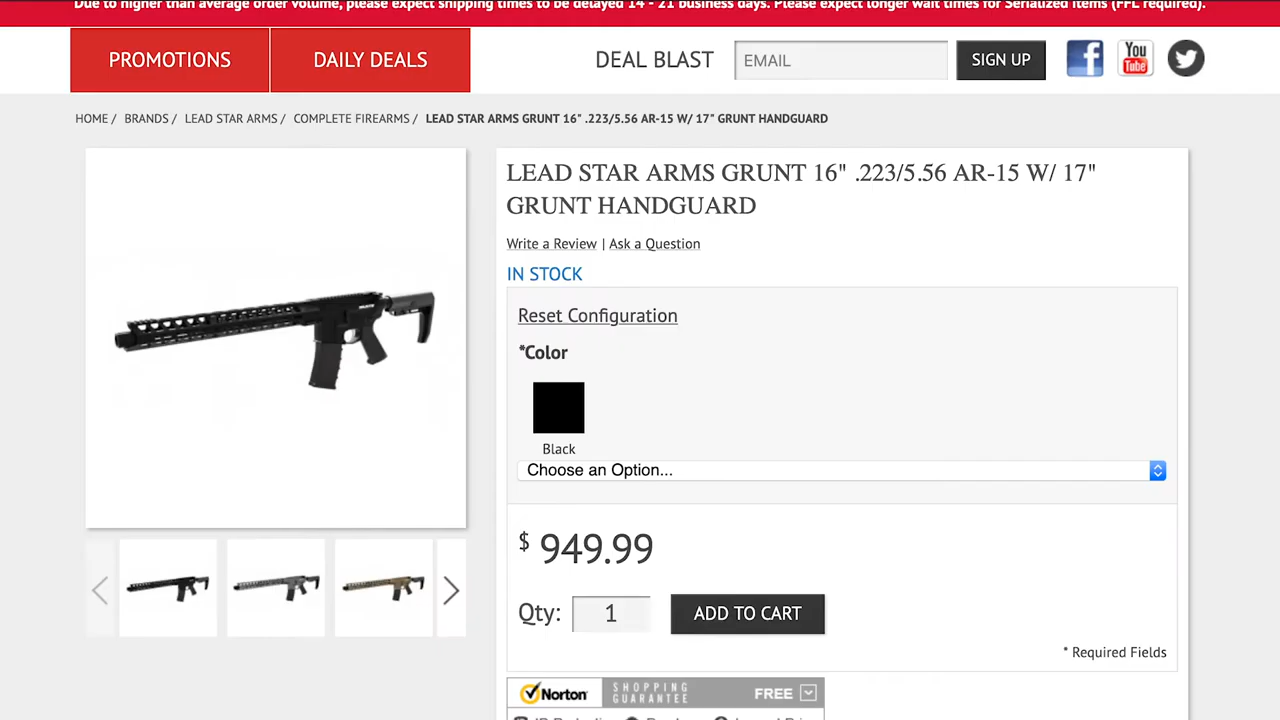 Due to higher than average order volume, please expect shipping times to be delayed 14 - 21 business days. Please expect longer wait times for Serialized items (FFL required).
PROMOTIONS
DAILY DEALS
DEAL BLAST
EMAIL
SIGN UP
f
You
Tube
HOME / BRANDS / LEAD STAR ARMS / COMPLETE FIREARMS / LEAD STAR ARMS GRUNT 16" .223/5.56 AR-15 W/ 17" GRUNT HANDGUARD
LEAD STAR ARMS GRUNT 16" .223/5.56 AR-15 W/ 17"
GRUNT HANDGUARD
Write a Review | Ask a Question
IN STOCK
Reset Configuration
*Color
Black
Choose an Option...
$ 949.99
Qty: 1
ADD TO CART
* Required Fields
Norton
SHOPPING
GUARANTEE
FREE